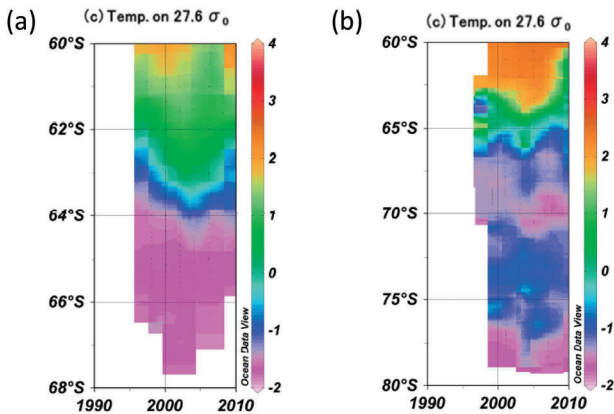 (a)
(c) Temp. on 27.6 σ₀
60°S
62°S
64°S
66°S
68°S
1990
2000
2010
4
3
2
1
0
-1
-2
Ocean Data View
(b)
(c) Temp. on 27.6 σ₀
60°S
65°S
70°S
75°S
80°S
1990
2000
2010
4
3
2
1
0
-1
-2
Ocean Data View